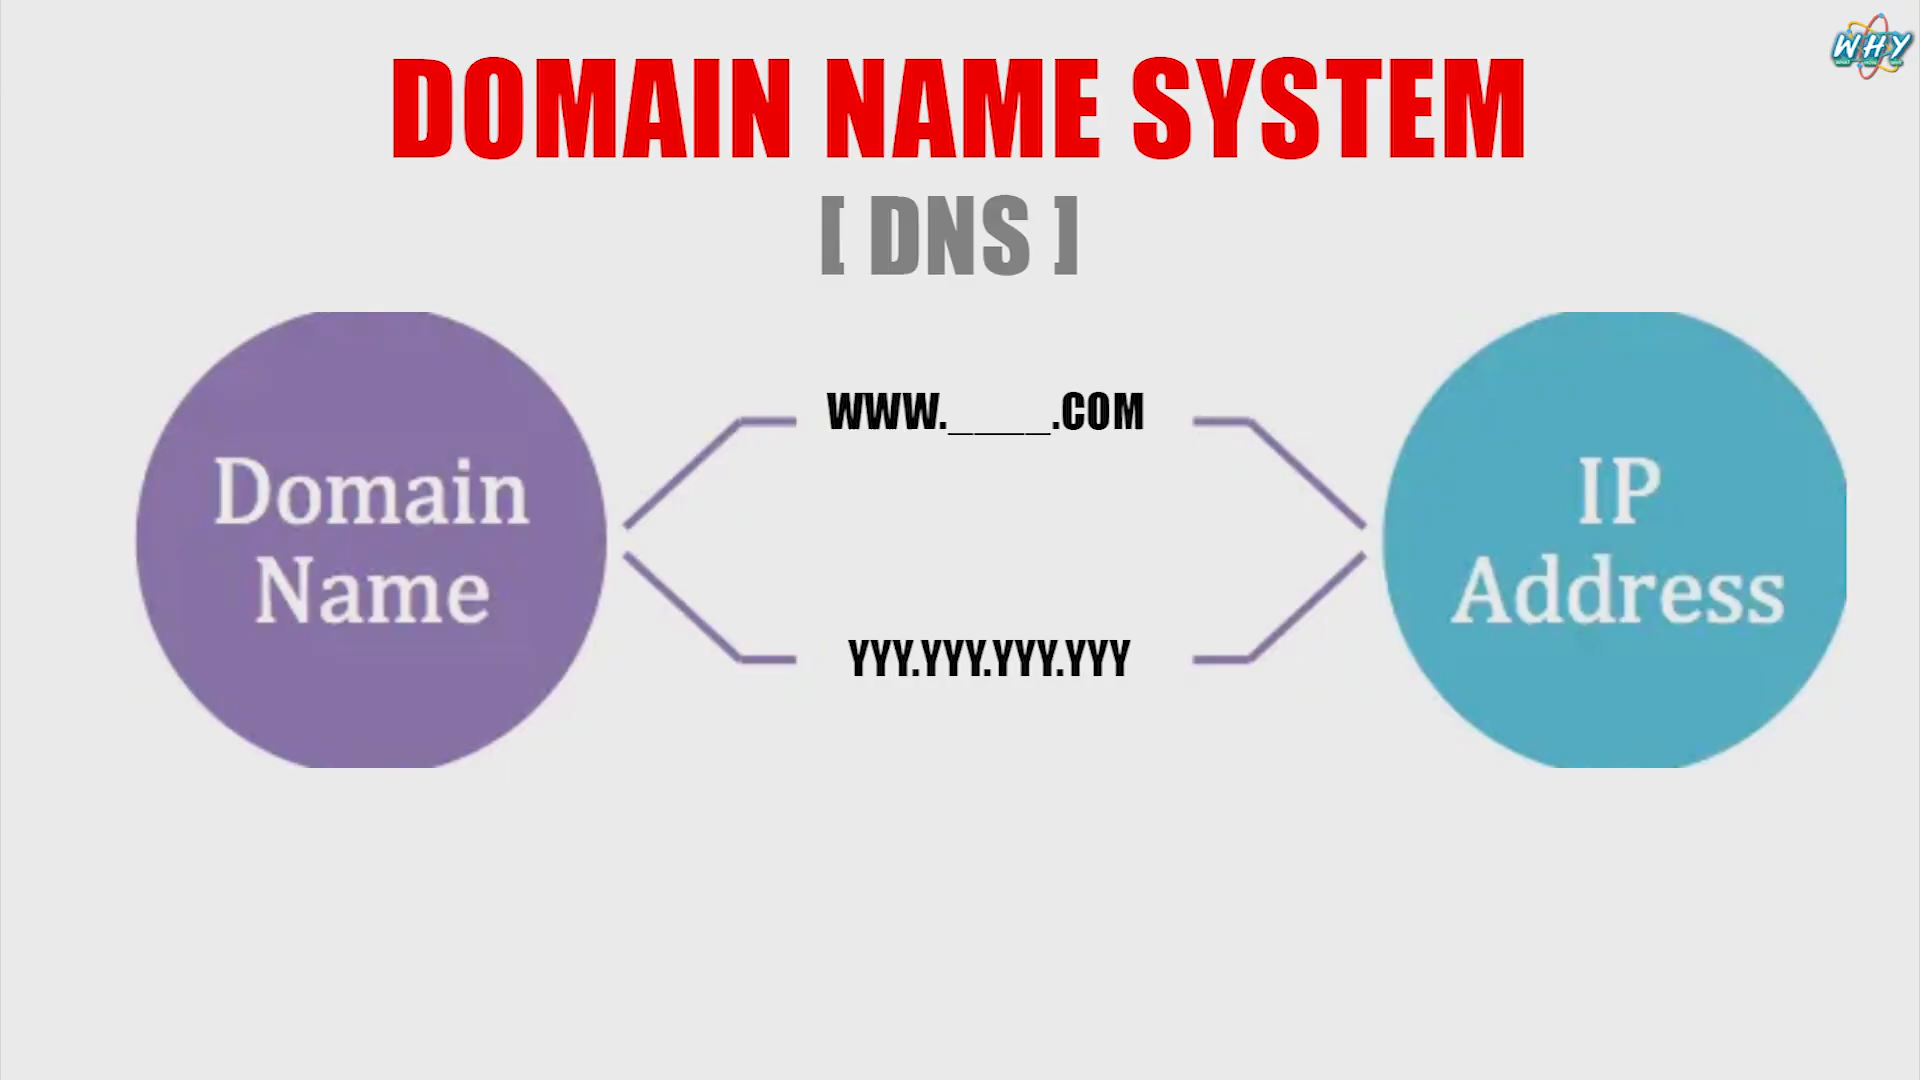 WHY
DOMAIN NAME SYSTEM
[ DNS ]
WWW.____.COM
Domain
Name
IP
Address
YYY.YYY.YYY.YYY